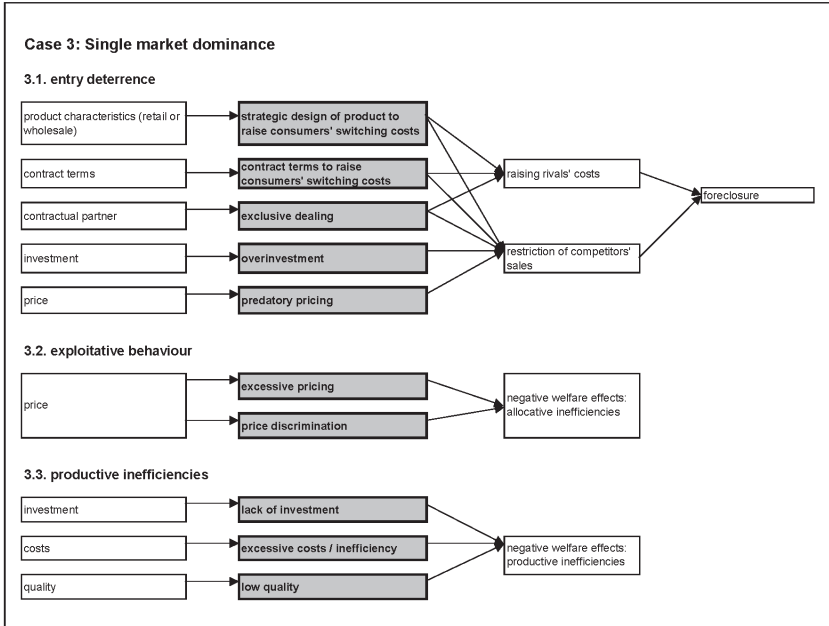 Case 3: Single market dominance
3.1. entry deterrence
product characteristics (retail or
wholesale)
strategic design of product to
raise consumers' switching costs
contract terms
contract terms to raise
consumers' switching costs
raising rivals' costs
foreclosure
contractual partner
exclusive dealing
investment
overinvestment
restriction of competitors'
sales
price
predatory pricing
3.2. exploitative behaviour
price
excessive pricing
price discrimination
negative welfare effects:
allocative inefficiencies
3.3. productive inefficiencies
investment
lack of investment
costs
excessive costs / inefficiency
negative welfare effects:
productive inefficiencies
quality
low quality